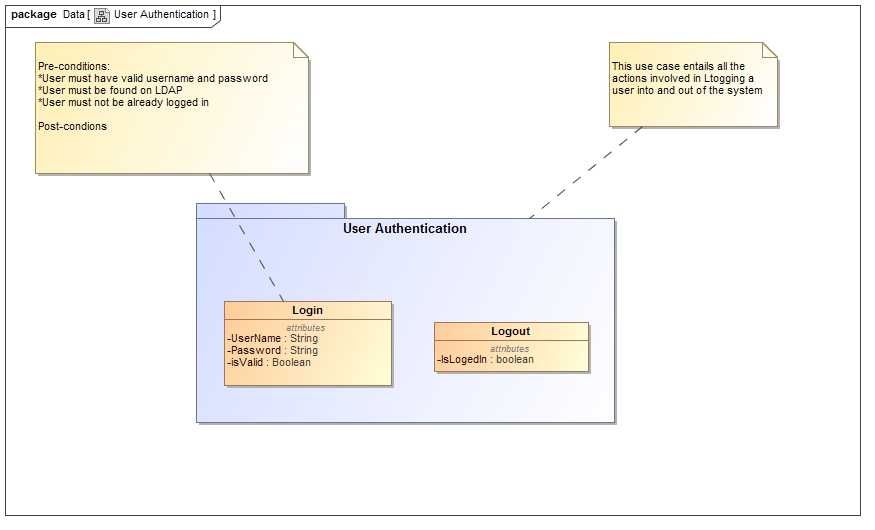 package Data[ User Authentication ]
Pre-conditions:
*User must have valid username and password
*User must be found on LDAP
*User must not be already logged in
Post-condions
This use case entails all the
actions involved in Ltogging a
user into and out of the system
User Authentication
Login
attributes
-UserName : String
-Password : String
-isValid : Boolean
Logout
attributes
-IsLogedIn : boolean